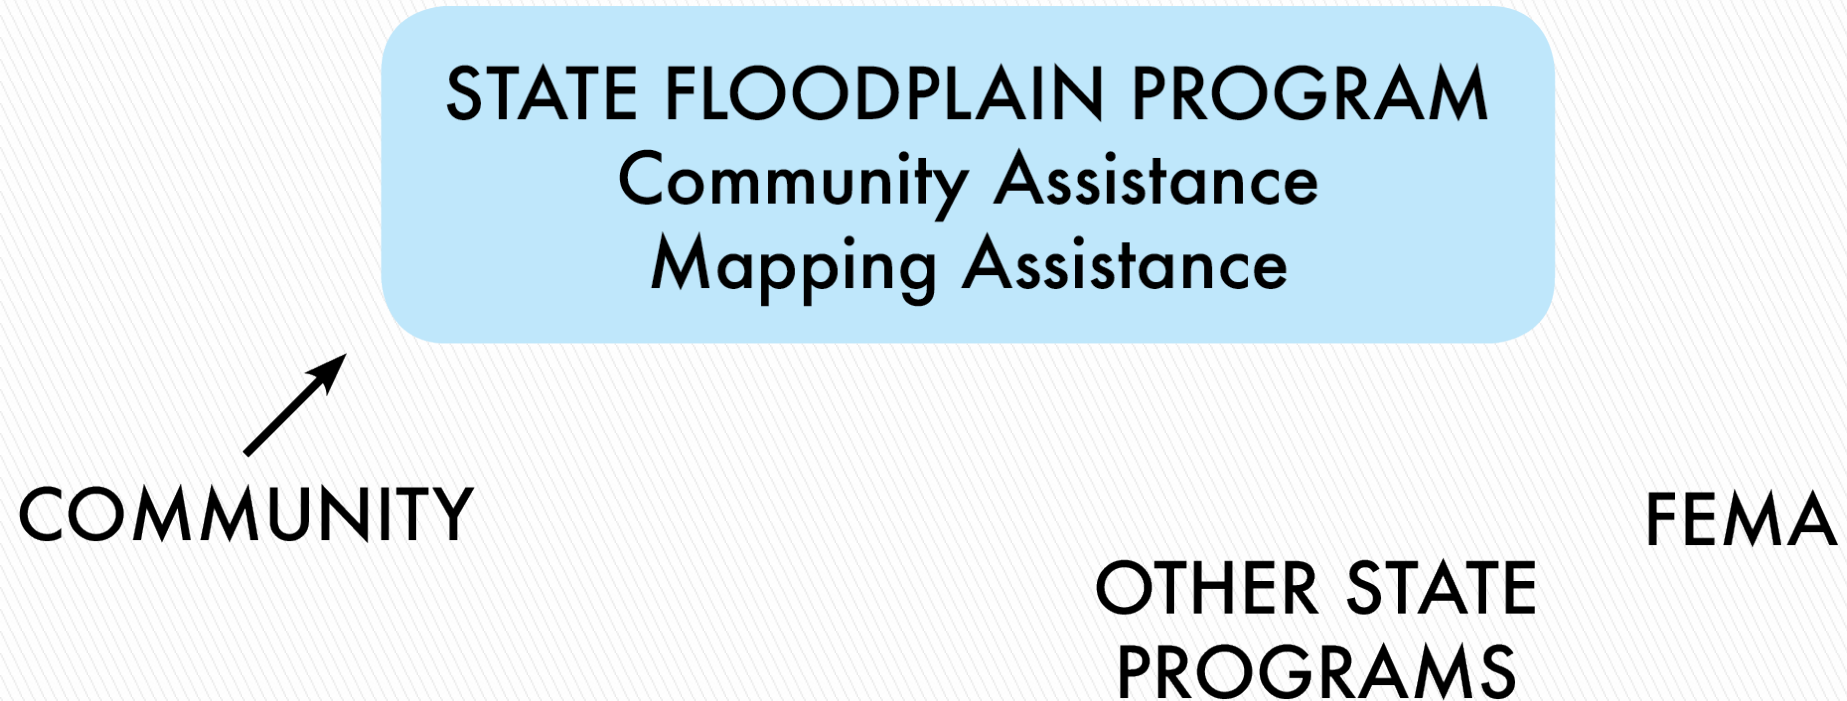 STATE FLOODPLAIN PROGRAM
Community Assistance
Mapping Assistance
COMMUNITY
FEMA
OTHER STATE
PROGRAMS